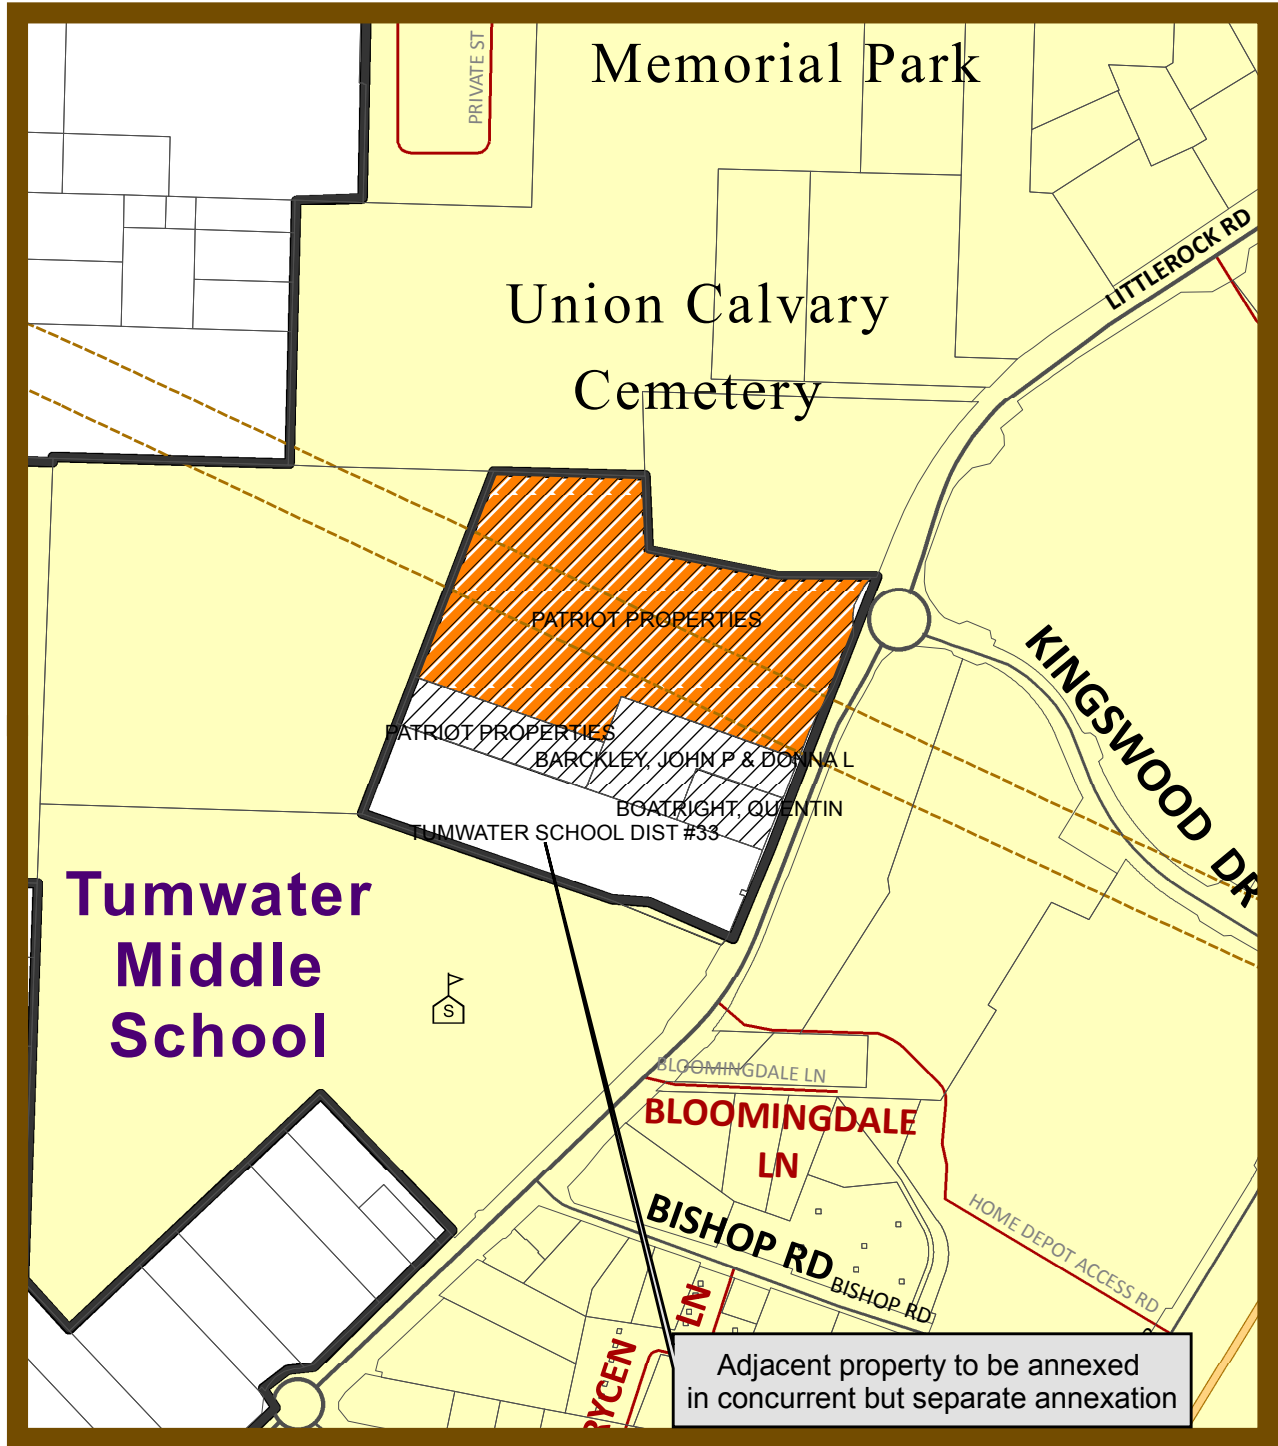 Memorial Park
PRIVATE ST
LITTLEROCK RD
Union Calvary
Cemetery
PATRIOT PROPERTIES
KINGSWOOD DR
PATRIOT PROPERTIES
BARCKLEY, JOHN P & DONNA L
BOATRIGHT, QUENTIN
TUMWATER SCHOOL DIST #33
Tumwater
Middle
School
S
BLOOMINGDALE LN
BLOOMINGDALE
LN
BISHOP RD
HOME DEPOT ACCESS RD
BISHOP RD
RYCEN LN
Adjacent property to be annexed
in concurrent but separate annexation